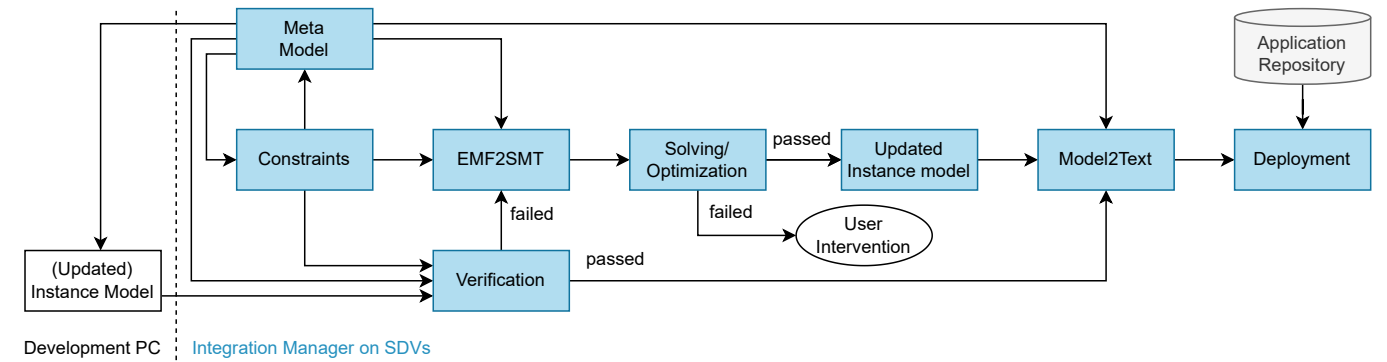 Meta
Model
Application
Repository
Constraints
EMF2SMT
Solving/
Optimization
passed
Updated
Instance model
Model2Text
Deployment
failed
failed
User
Intervention
(Updated)
Instance Model
Verification
passed
Development PC
Integration Manager on SDVs